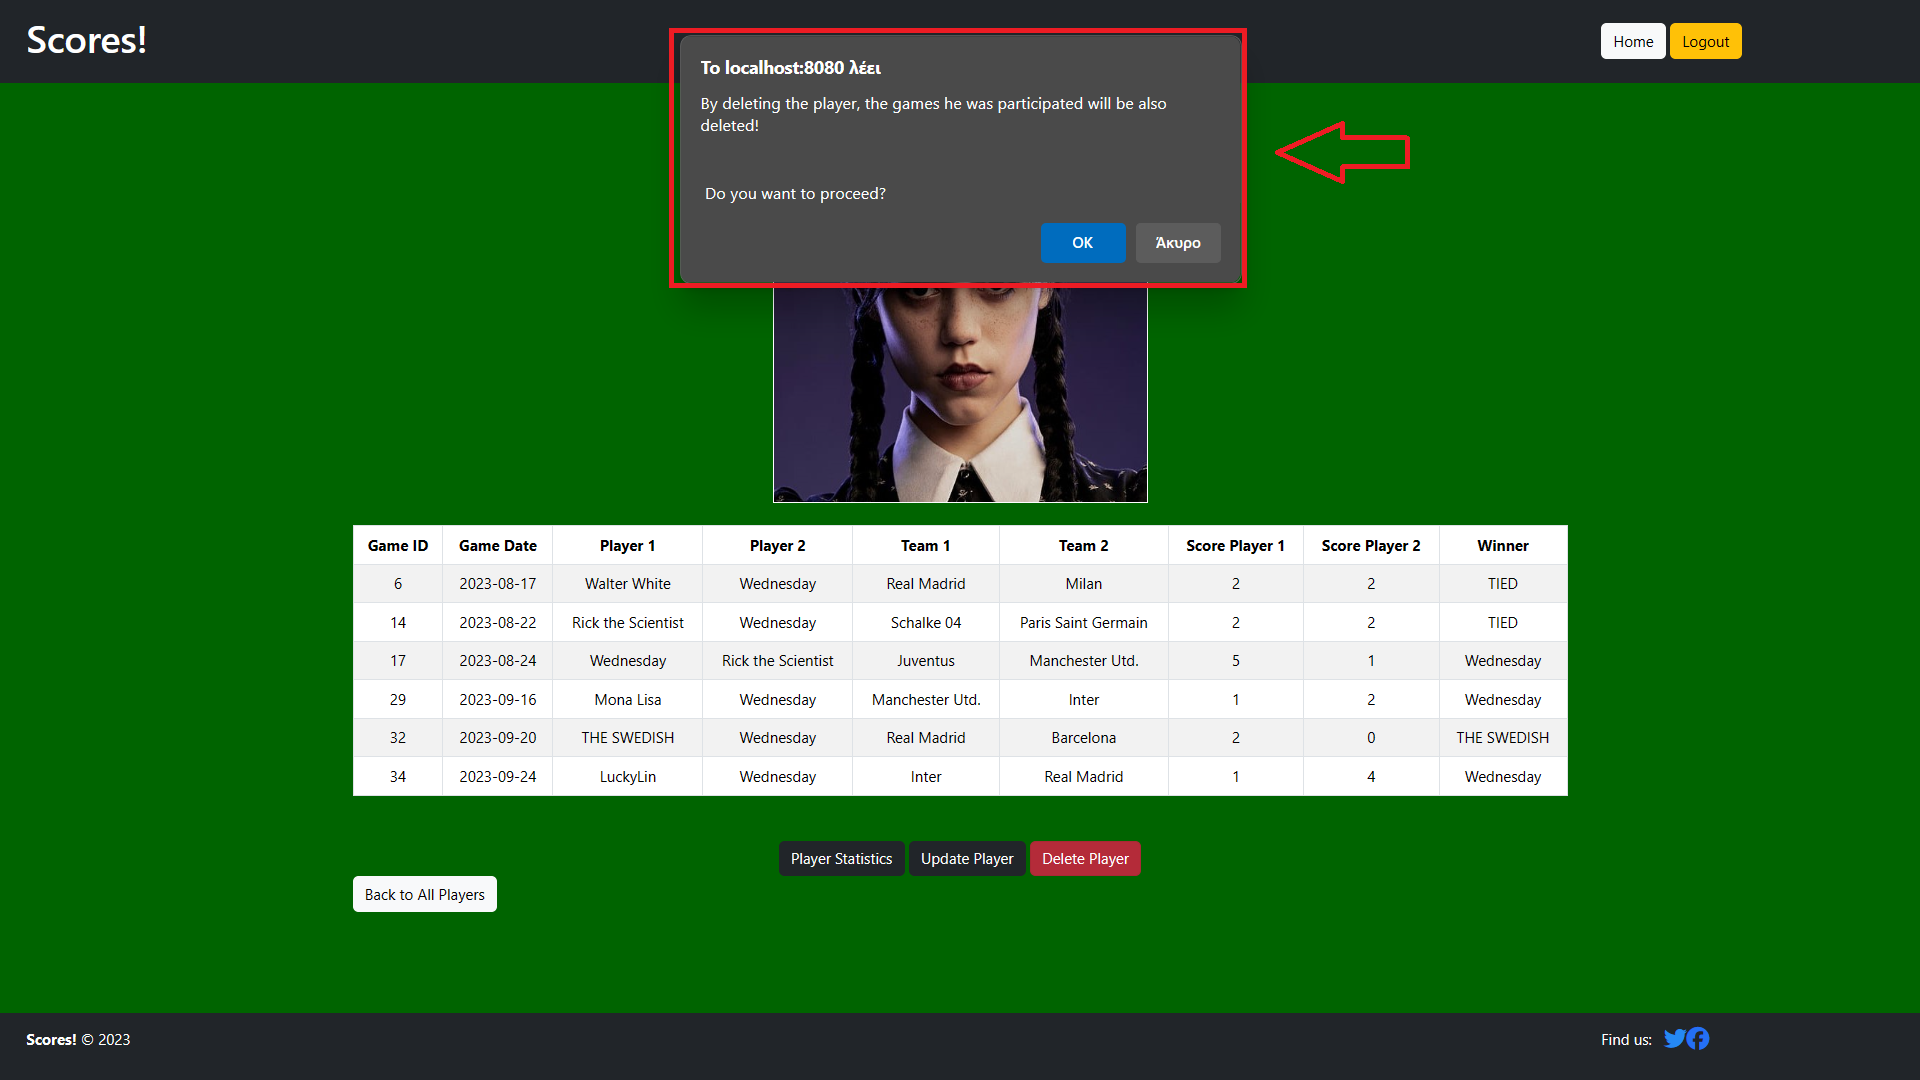 Scores!
Home Logout
Το localhost:8080 λέει
By deleting the player, the games he was participated will be also
deleted!
Do you want to proceed?
OK Άκυρο
Game ID Game Date Player 1 Player 2 Team 1 Team 2 Score Player 1 Score Player 2 Winner
6 2023-08-17 Walter White Wednesday Real Madrid Milan 2 2 TIED
14 2023-08-22 Rick the Scientist Wednesday Schalke 04 Paris Saint Germain 2 2 TIED
17 2023-08-24 Wednesday Rick the Scientist Juventus Manchester Utd. 5 1 Wednesday
29 2023-09-16 Mona Lisa Wednesday Manchester Utd. Inter 1 2 Wednesday
32 2023-09-20 THE SWEDISH Wednesday Real Madrid Barcelona 2 0 THE SWEDISH
34 2023-09-24 LuckyLin Wednesday Inter Real Madrid 1 4 Wednesday
Player Statistics Update Player Delete Player
Back to All Players
Scores! © 2023
Find us: